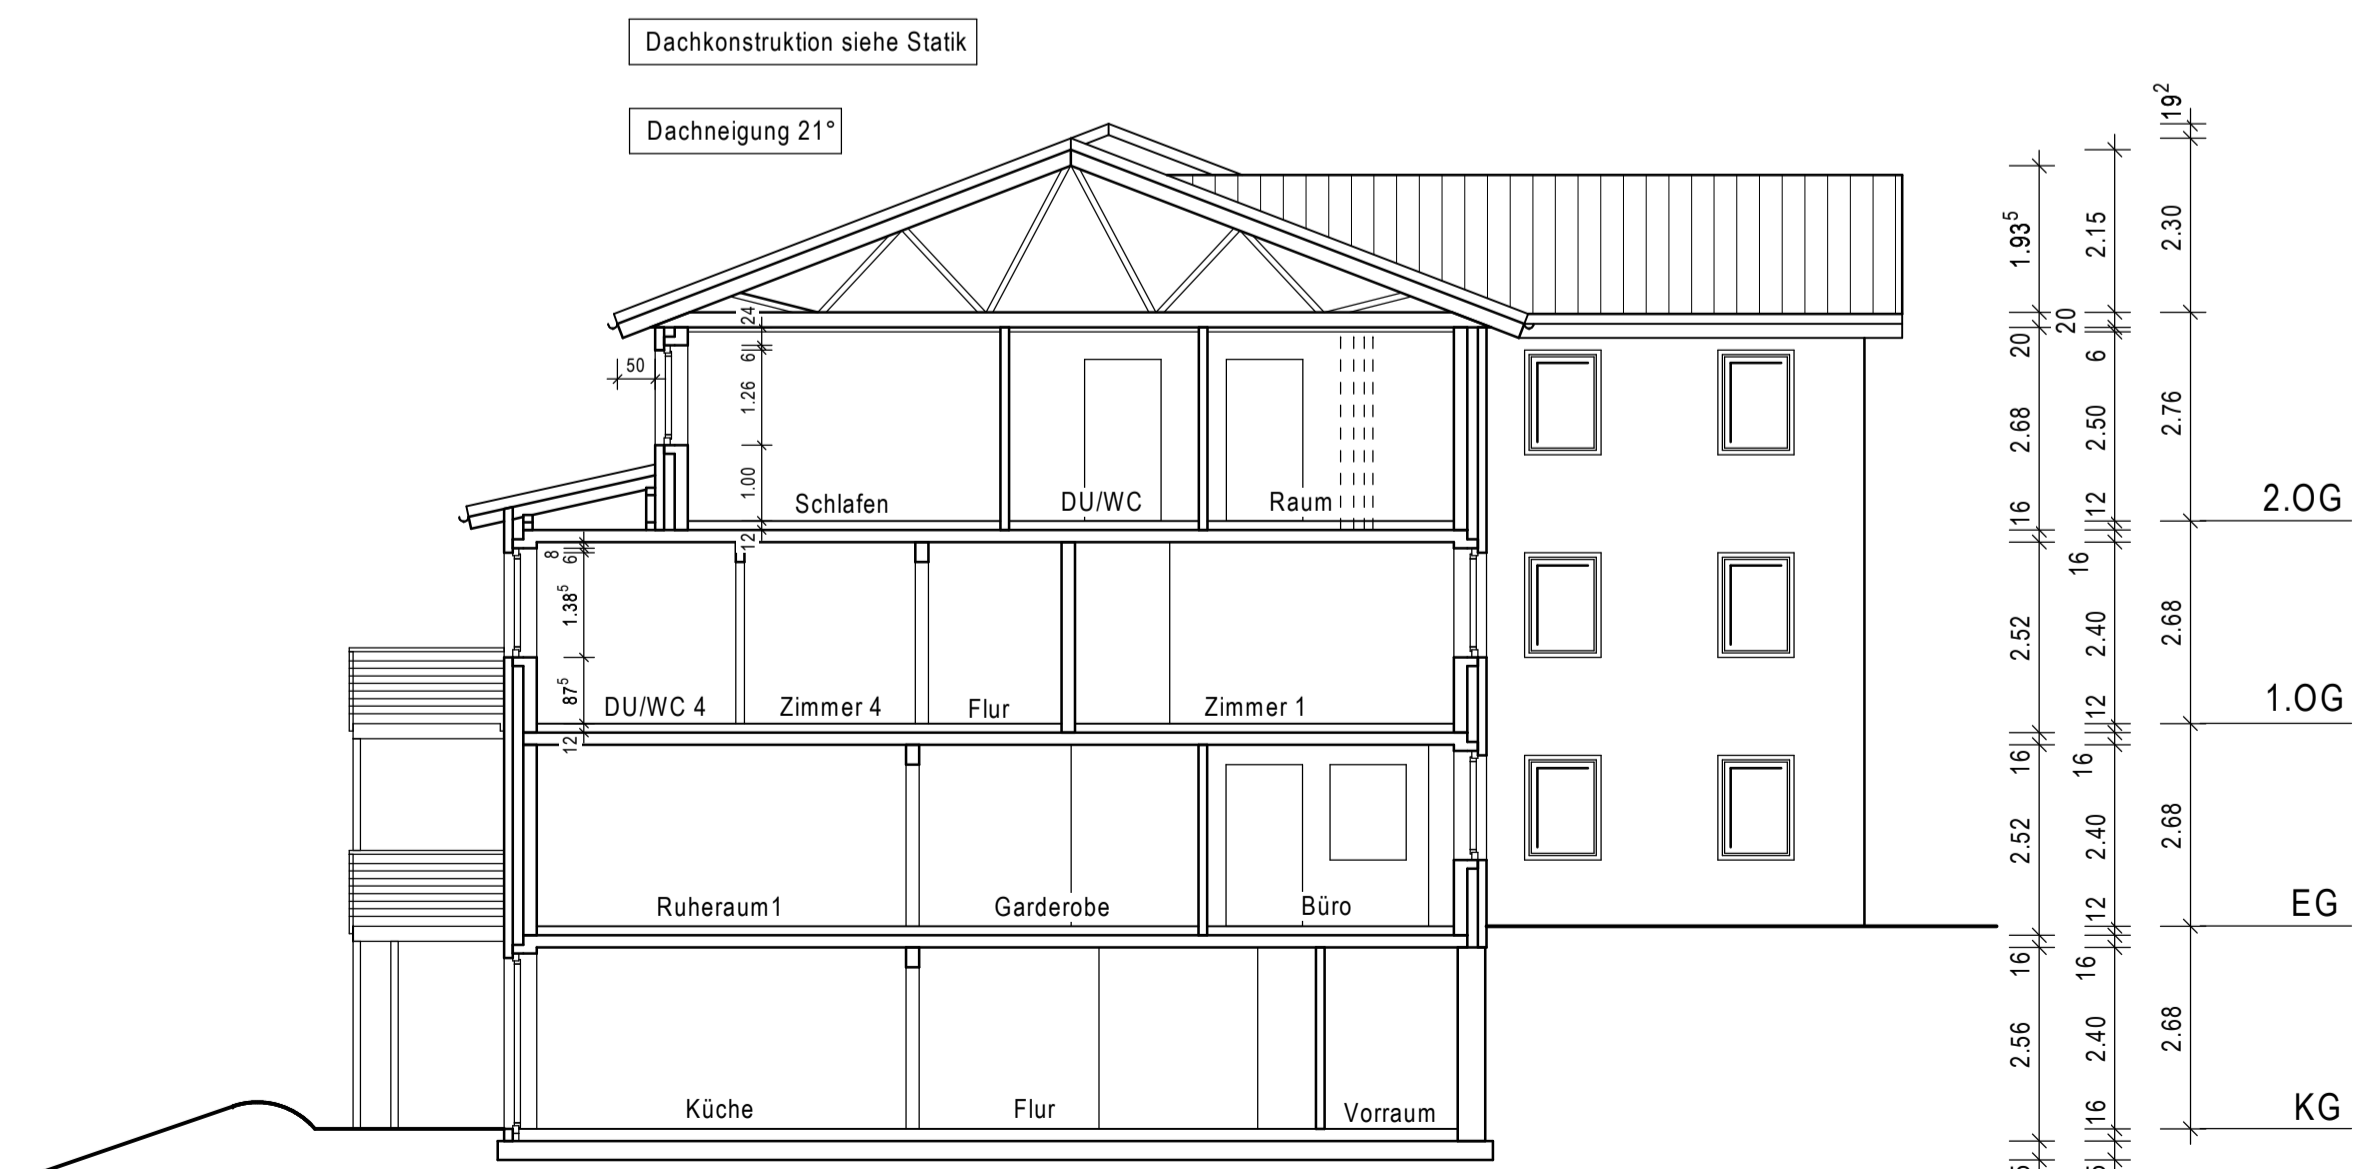 Dachkonstruktion siehe Statik
Dachneigung 21°
19²
1.93⁵
2.15
2.30
24
20
20
50
6
6
1.26
2.68
2.50
2.76
1.00
Schlafen
DU/WC
Raum
16
12
2.OG
12
8
6
16
1.38⁵
2.52
2.40
2.68
87⁵
DU/WC 4
Zimmer 4
Flur
Zimmer 1
12
1.OG
12
16
16
2.52
2.40
2.68
Ruheraum1
Garderobe
Büro
12
EG
16
16
2.56
2.40
2.68
Küche
Flur
Vorraum
16
KG